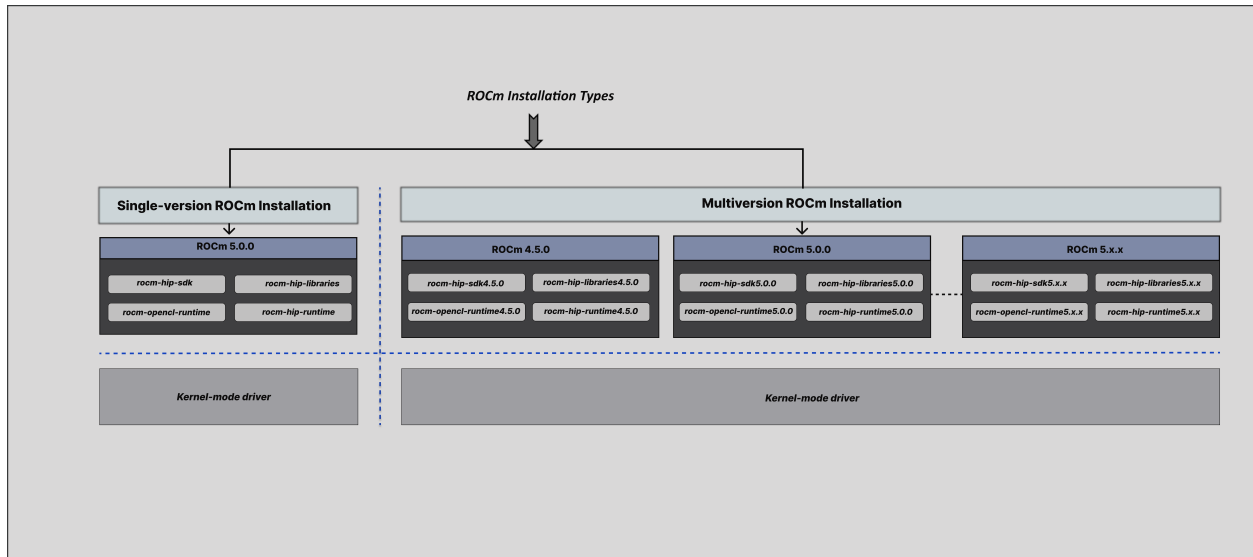 ROCm Installation Types
Single-version ROCm Installation
Multiversion ROCm Installation
ROCm 5.0.0
rocm-hip-sdk
rocm-hip-libraries
rocm-opencl-runtime
rocm-hip-runtime
ROCm 4.5.0
rocm-hip-sdk4.5.0
rocm-hip-libraries4.5.0
rocm-opencl-runtime4.5.0
rocm-hip-runtime4.5.0
ROCm 5.0.0
rocm-hip-sdk5.0.0
rocm-hip-libraries5.0.0
rocm-opencl-runtime5.0.0
rocm-hip-runtime5.0.0
ROCm 5.x.x
rocm-hip-sdk5.x.x
rocm-hip-libraries5.x.x
rocm-opencl-runtime5.x.x
rocm-hip-runtime5.x.x
Kernel-mode driver
Kernel-mode driver